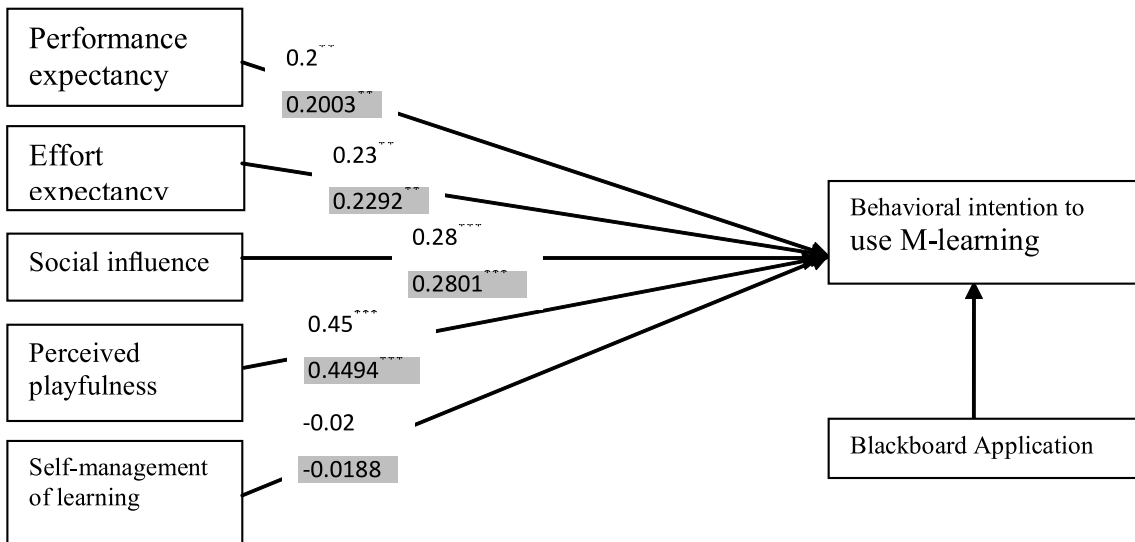 Performance
expectancy
0.2**
0.2003**
Effort
expectancy
0.23**
0.2292**
Social influence
0.28***
0.2801***
Perceived
playfulness
0.45***
0.4494***
Self-management
of learning
-0.02
-0.0188
Behavioral intention to
use M-learning
Blackboard Application